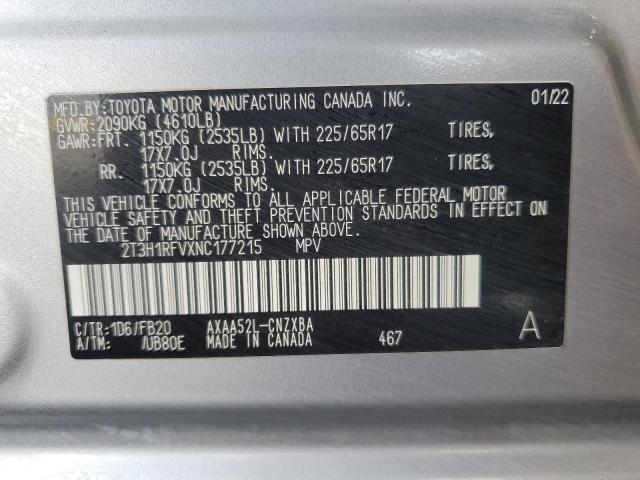 MFD. BY: TOYOTA MOTOR MANUFACTURING CANADA INC. 01/22
GVWR: 2090KG (4610LB)
GAWR: FRT. 1150KG (2535LB) WITH 225/65R17 TIRES,
17X7.0J RIMS.
RR. 1150KG (2535LB) WITH 225/65R17 TIRES,
17X7.0J RIMS.
THIS VEHICLE CONFORMS TO ALL APPLICABLE FEDERAL MOTOR
VEHICLE SAFETY AND THEFT PREVENTION STANDARDS IN EFFECT ON
THE DATE OF MANUFACTURE SHOWN ABOVE.
2T3H1RFVXNC177215 MPV
C/TR: 1D6/FB20 AXAA52L-CNZXBA
A/TM: /UB80E MADE IN CANADA 467 A